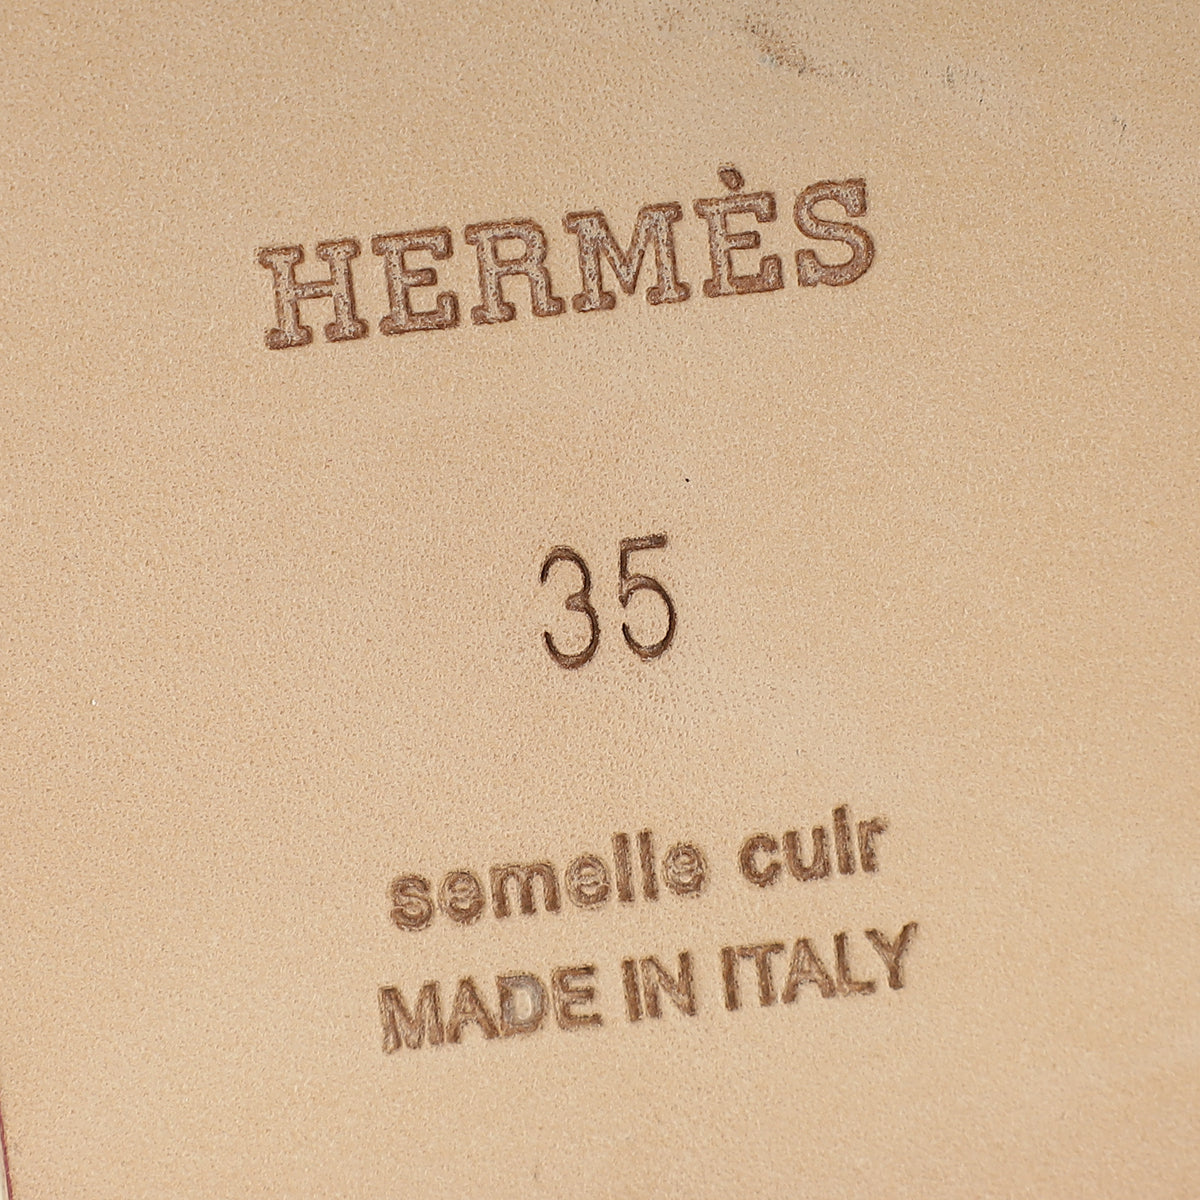 HERMÈS
35
semelle cuir
MADE IN ITALY